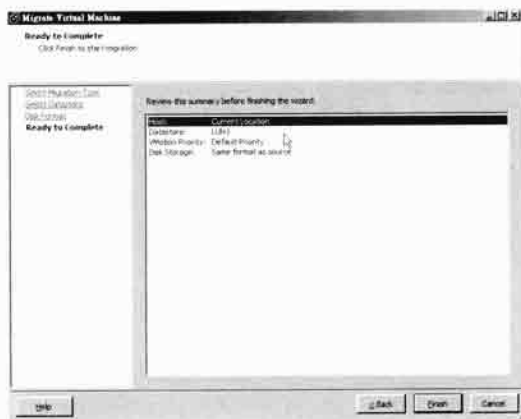 Migrate Virtual Machine
Ready to Complete
Click Finish to start migration
Select Migration Type
Select Datastore
Disk Format
Ready to Complete
Review this summary before finishing the wizard.
Host: Current Location
Datastore:
VMotion Priority: Default Priority
Disk Storage: Same format as source
Help
< Back
Finish
Cancel